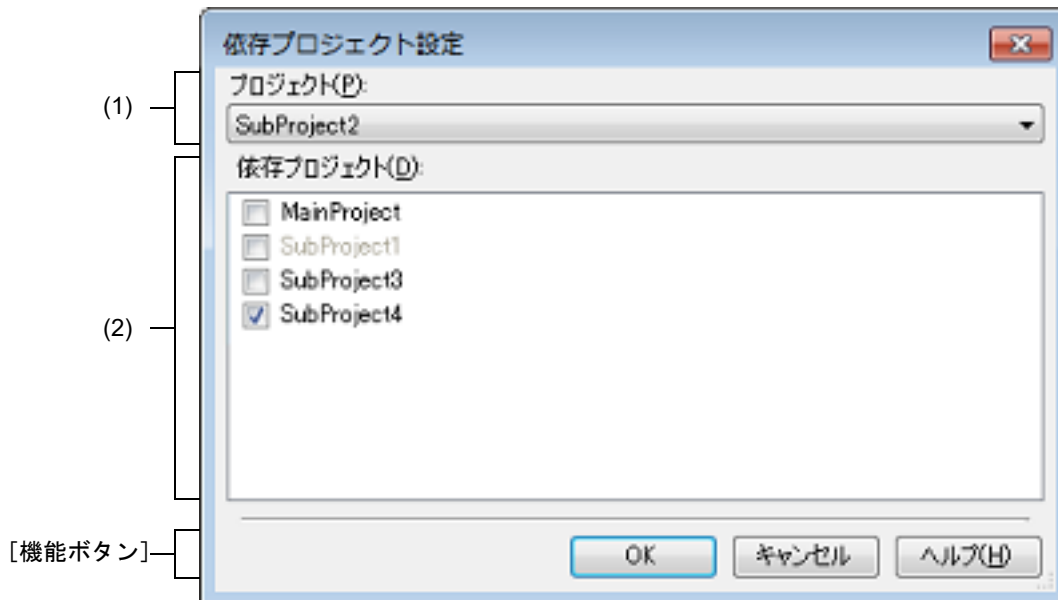 依存プロジェクト設定
プロジェクト(P):
(1)
SubProject2
依存プロジェクト(D):
MainProject
SubProject1
SubProject3
SubProject4
(2)
[機能ボタン]
OK キャンセル ヘルプ(H)